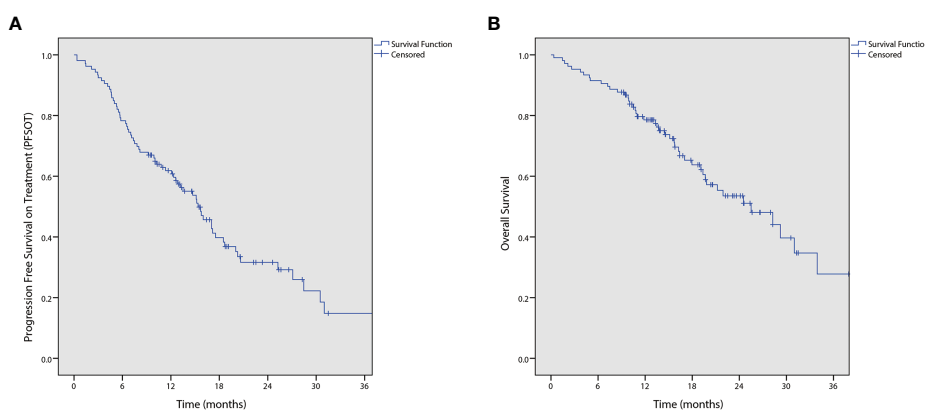 A
B
Survival Function
Censored
Survival Functio
Censored
Progression Free Survival on Treatment (PFSOT)
1.0
0.8
0.6
0.4
0.2
0.0
0 6 12 18 24 30 36
Time (months)
Overall Survival
1.0
0.8
0.6
0.4
0.2
0.0
0 6 12 18 24 30 36
Time (months)